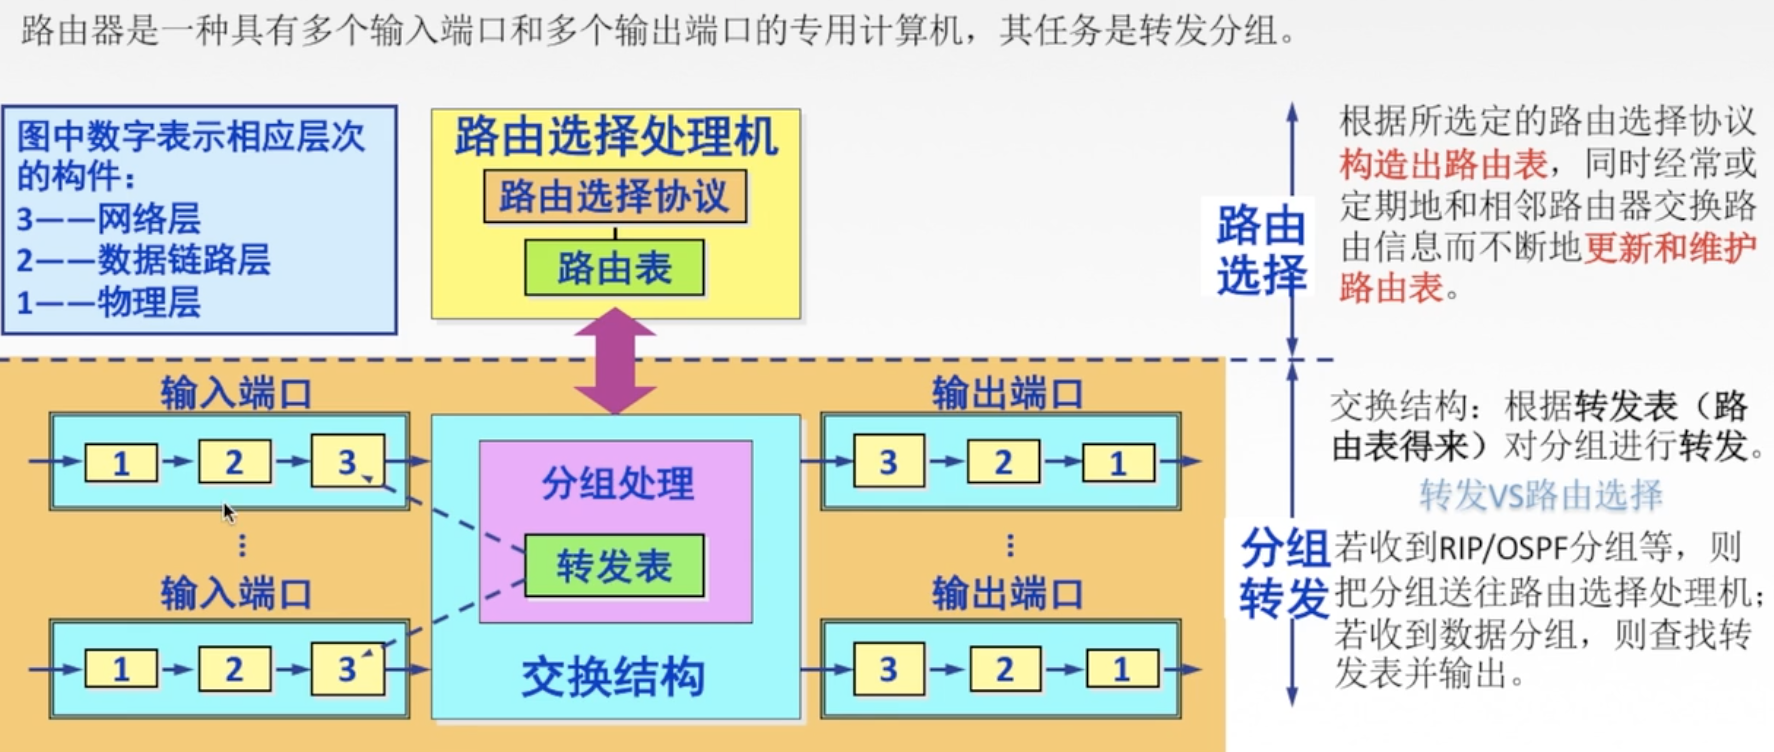 路由器是一种具有多个输入端口和多个输出端口的专用计算机，其任务是转发分组。
图中数字表示相应层次
的构件：
3——网络层
2——数据链路层
1——物理层
路由选择处理机
路由选择协议
路由表
路由
选择
根据所选定的路由选择协议
构造出路由表，同时经常或
定期地和相邻路由器交换路
由信息而不断地更新和维护
路由表。
输入端口
1
2
3
⋮
输入端口
1
2
3
分组处理
转发表
交换结构
输出端口
3
2
1
⋮
输出端口
3
2
1
分组
转发
交换结构：根据转发表（路
由表得来）对分组进行转发。
转发VS路由选择
若收到RIP/OSPF分组等，则
把分组送往路由选择处理机；
若收到数据分组，则查找转
发表并输出。